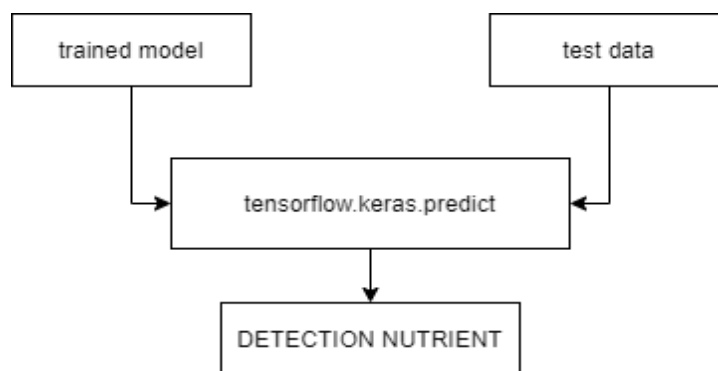 trained model
test data
tensorflow.keras.predict
DETECTION NUTRIENT